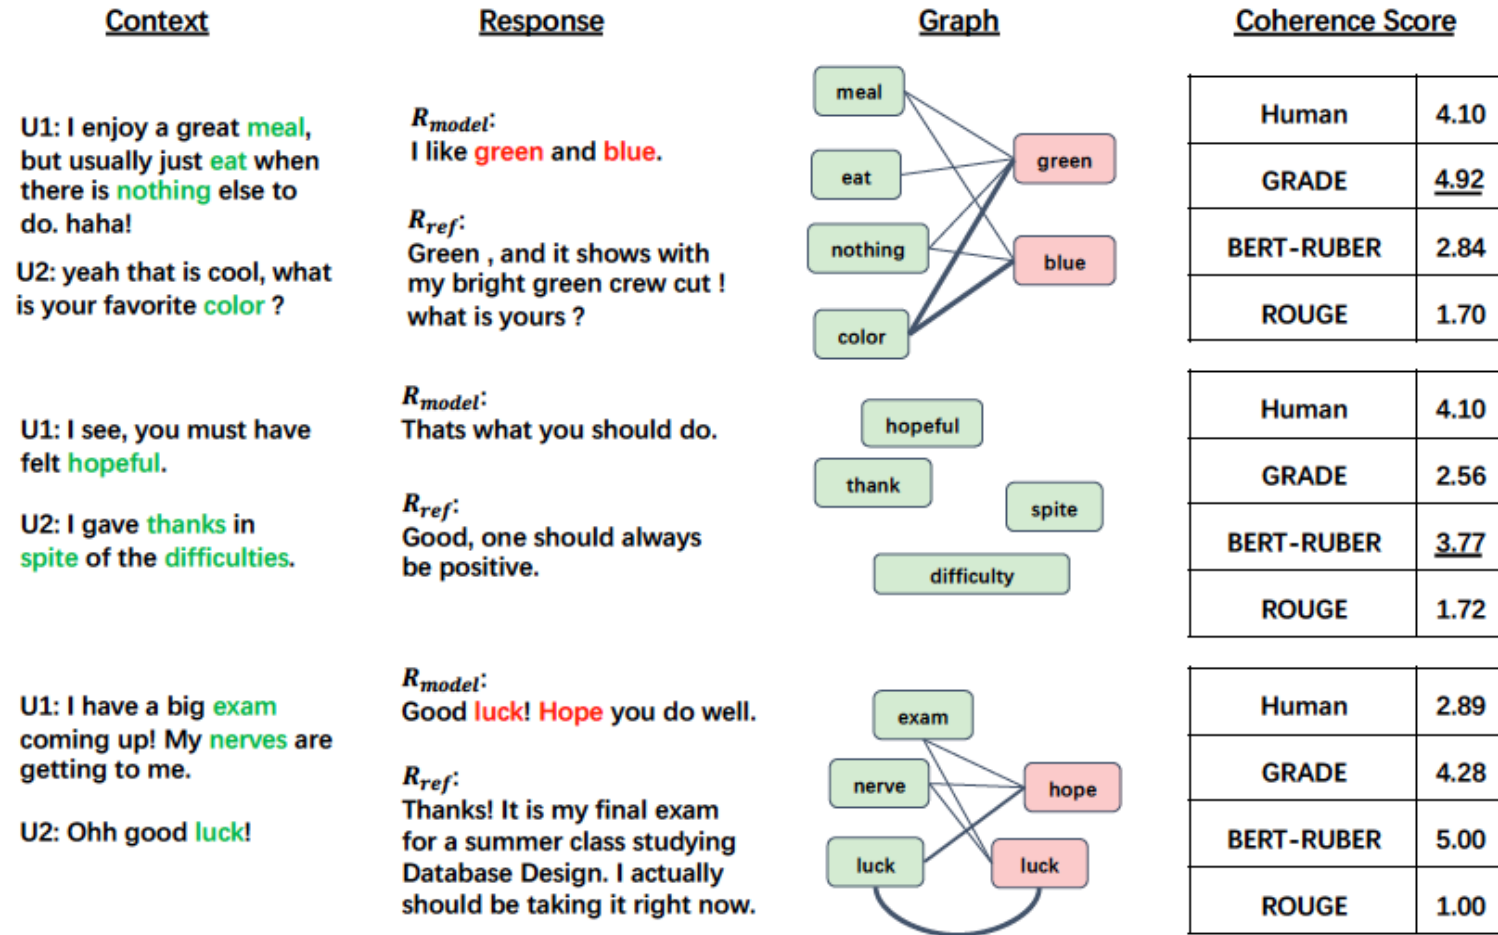 Context
Response
Graph
Coherence Score
U1: I enjoy a great meal,
but usually just eat when
there is nothing else to
do. haha!
U2: yeah that is cool, what
is your favorite color ?
R_model:
I like green and blue.
R_ref:
Green , and it shows with
my bright green crew cut !
what is yours ?
meal
eat
nothing
color
green
blue
Human 4.10
GRADE 4.92
BERT-RUBER 2.84
ROUGE 1.70
U1: I see, you must have
felt hopeful.
U2: I gave thanks in
spite of the difficulties.
R_model:
Thats what you should do.
R_ref:
Good, one should always
be positive.
hopeful
thank
spite
difficulty
Human 4.10
GRADE 2.56
BERT-RUBER 3.77
ROUGE 1.72
U1: I have a big exam
coming up! My nerves are
getting to me.
U2: Ohh good luck!
R_model:
Good luck! Hope you do well.
R_ref:
Thanks! It is my final exam
for a summer class studying
Database Design. I actually
should be taking it right now.
exam
nerve
luck
hope
luck
Human 2.89
GRADE 4.28
BERT-RUBER 5.00
ROUGE 1.00